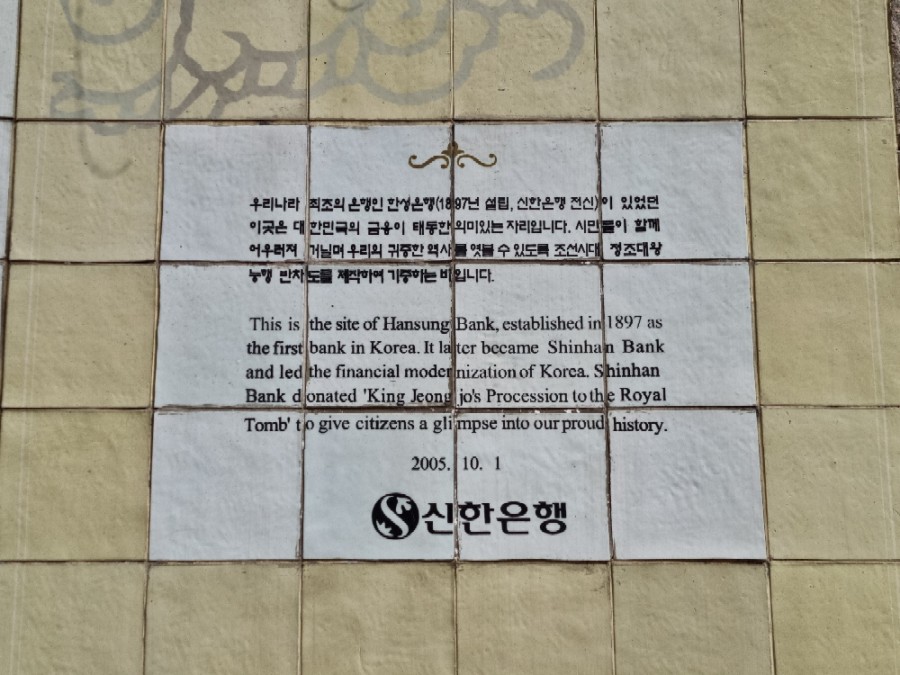 우리나라 최초의 은행인 한성은행(1897년 설립, 신한은행 전신)이 있었던
이곳은 대한민국의 금융이 태동한 의미있는 자리입니다. 시민들이 함께
어우러져 거닐며 우리의 귀중한 역사를 엿볼 수 있도록 조선시대 정조대왕
능행 반차도를 제작하여 기증하는 바입니다.
This is the site of Hansung Bank, established in 1897 as
the first bank in Korea. It later became Shinhan Bank
and led the financial modernization of Korea. Shinhan
Bank donated 'King Jeongjo's Procession to the Royal
Tomb' to give citizens a glimpse into our proud history.
2005. 10. 1
신한은행